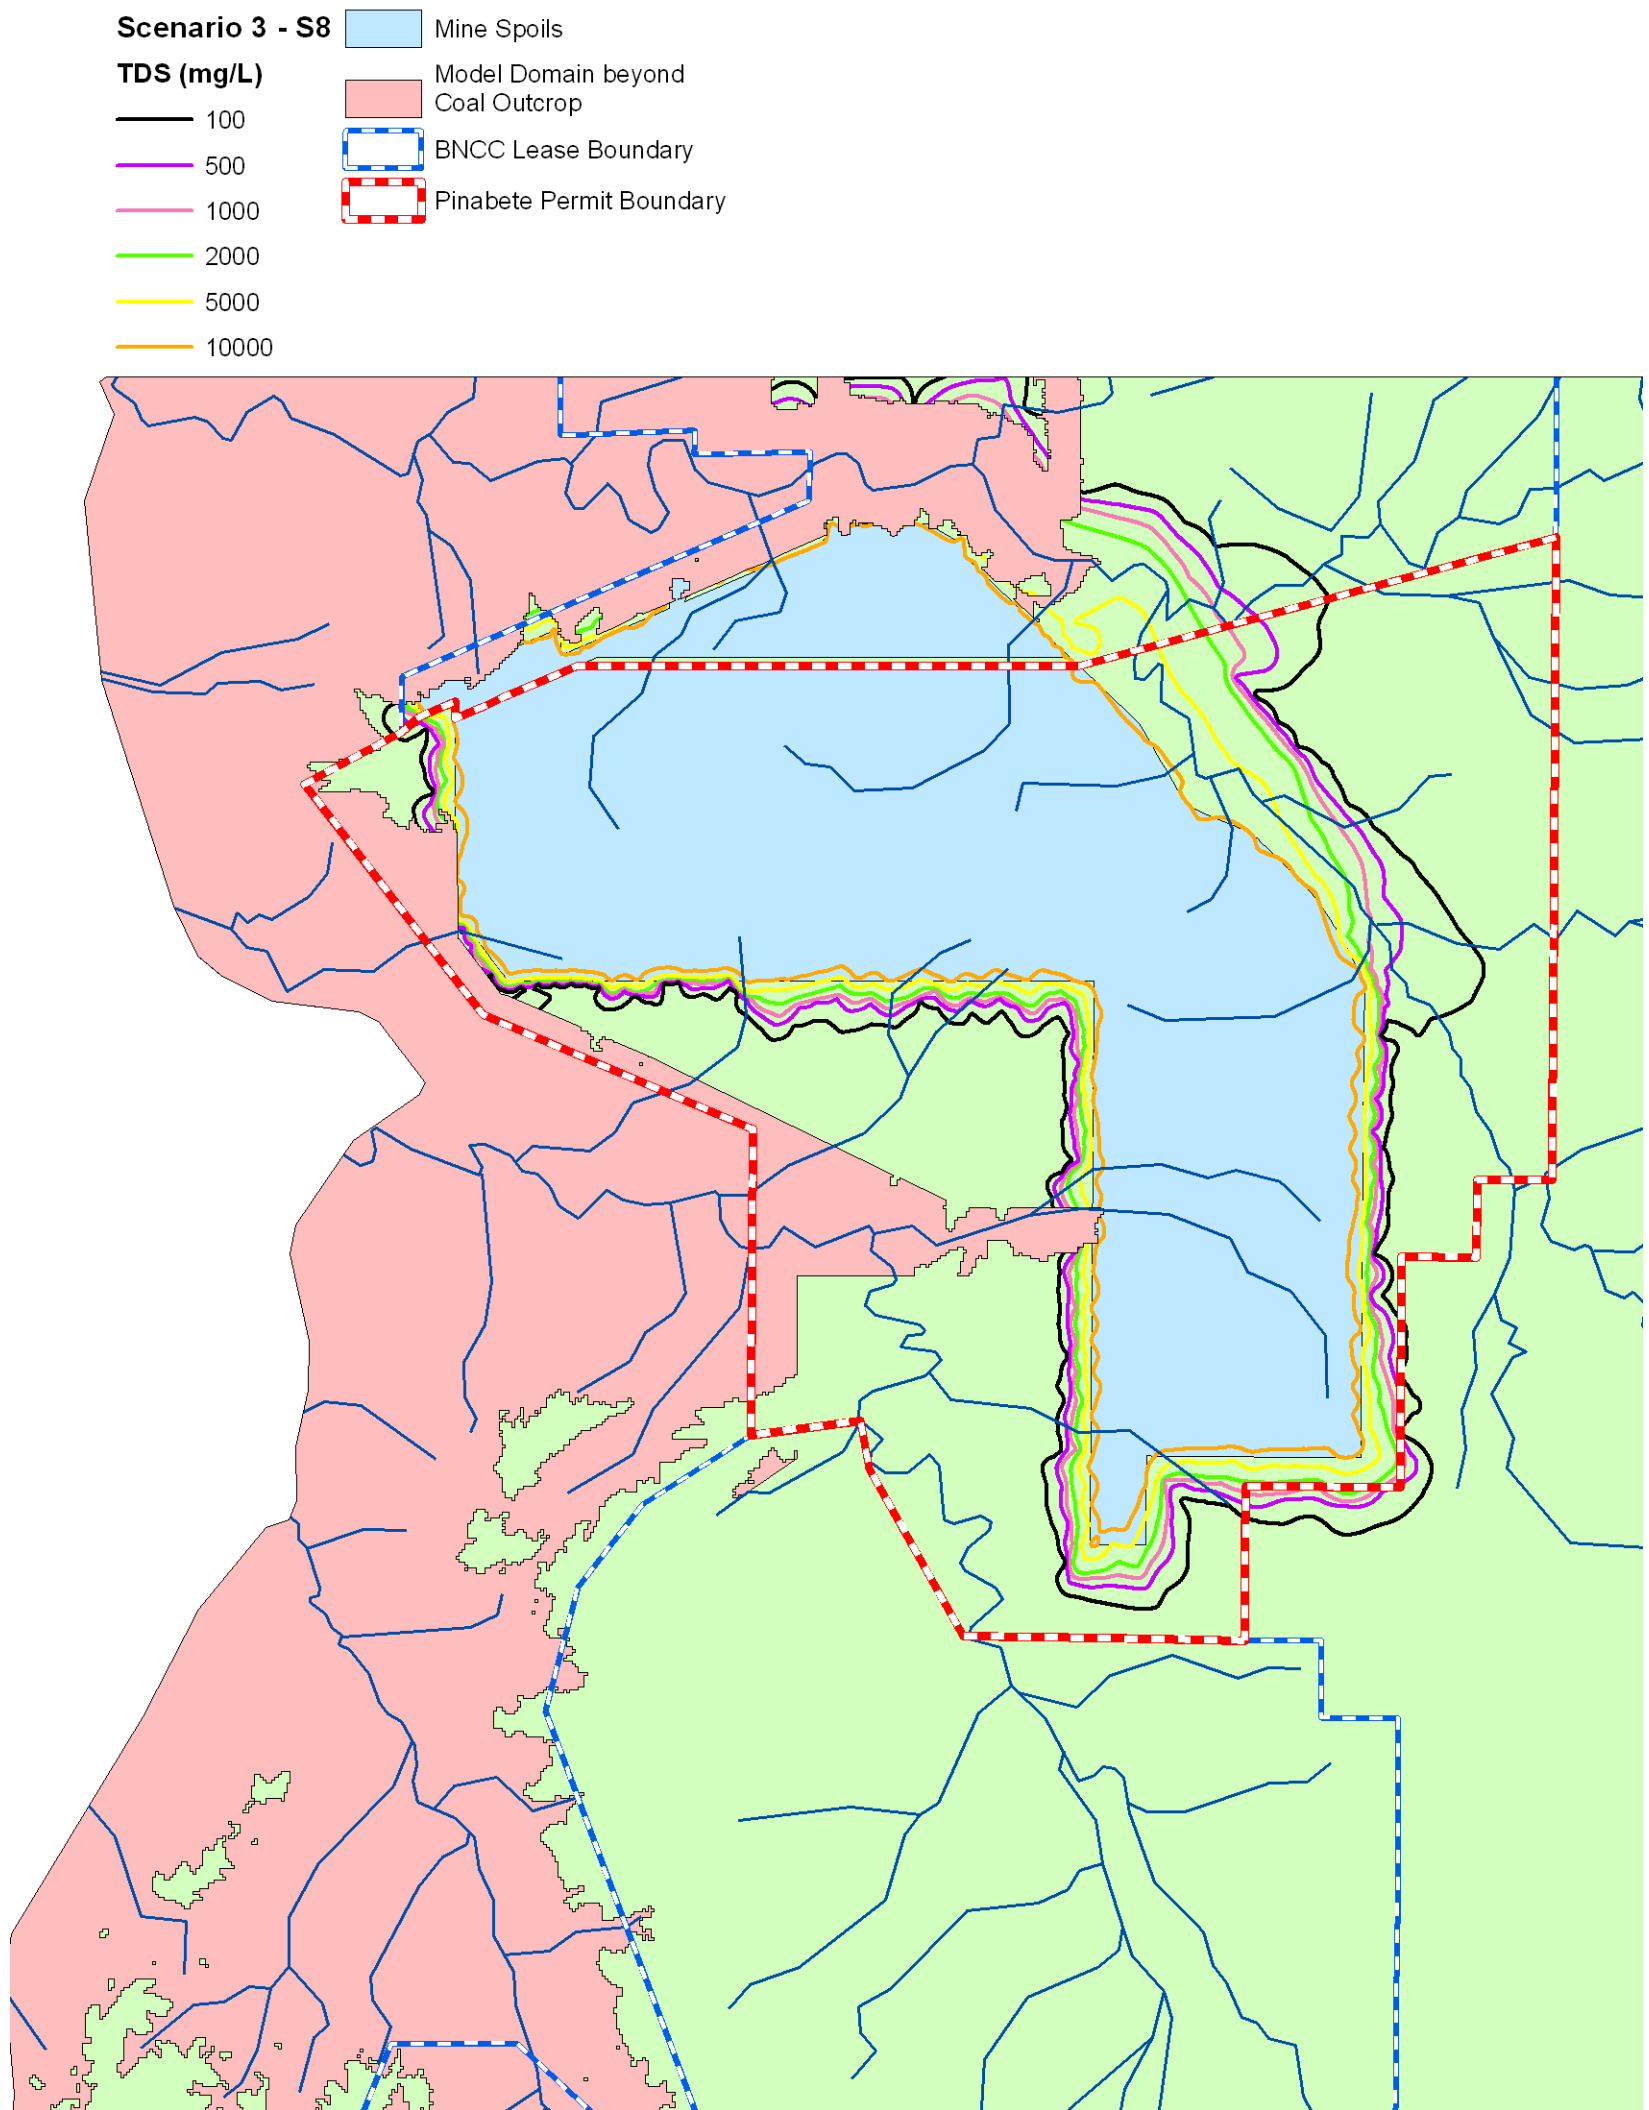 Scenario 3 - S8
TDS (mg/L)
100
500
1000
2000
5000
10000
Mine Spoils
Model Domain beyond
Coal Outcrop
BNCC Lease Boundary
Pinabete Permit Boundary